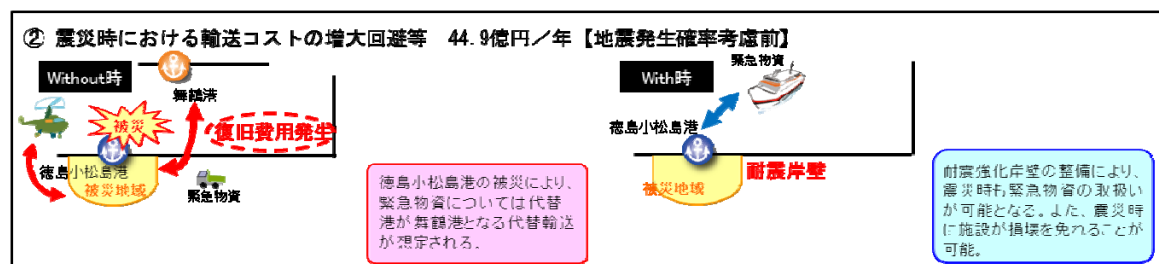 ② 震災時における輸送コストの増大回避等　44.9億円／年【地震発生確率考慮前】
Without時
舞鶴港
被災
復旧費用発生
徳島小松島港
被災地域
緊急物資
徳島小松島港の被災により、
緊急物資については代替
港が舞鶴港となる代替輸送
が想定される。
With時
緊急物資
徳島小松島港
耐震岸壁
被災地域
耐震強化岸壁の整備により、
震災時も緊急物資の取扱い
が可能となる。また、震災時
に施設が損壊を免れることが
可能。